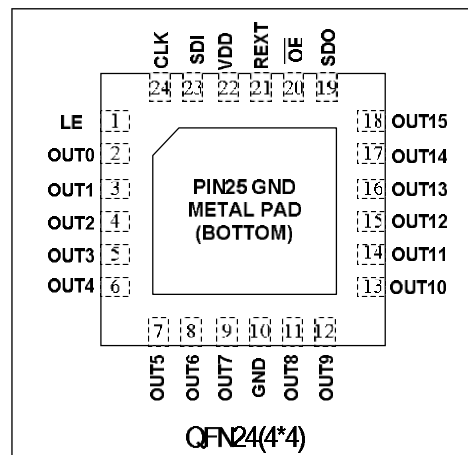 CLK SDI VDD REXT OE SDO
24 23 22 21 20 19
LE 1 18 OUT15
OUT0 2 17 OUT14
OUT1 3 16 OUT13
OUT2 4 15 OUT12
OUT3 5 14 OUT11
OUT4 6 13 OUT10
PIN25 GND
METAL PAD
(BOTTOM)
7 8 9 10 11 12
OUT5 OUT6 OUT7 GND OUT8 OUT9
QFN24(4*4)